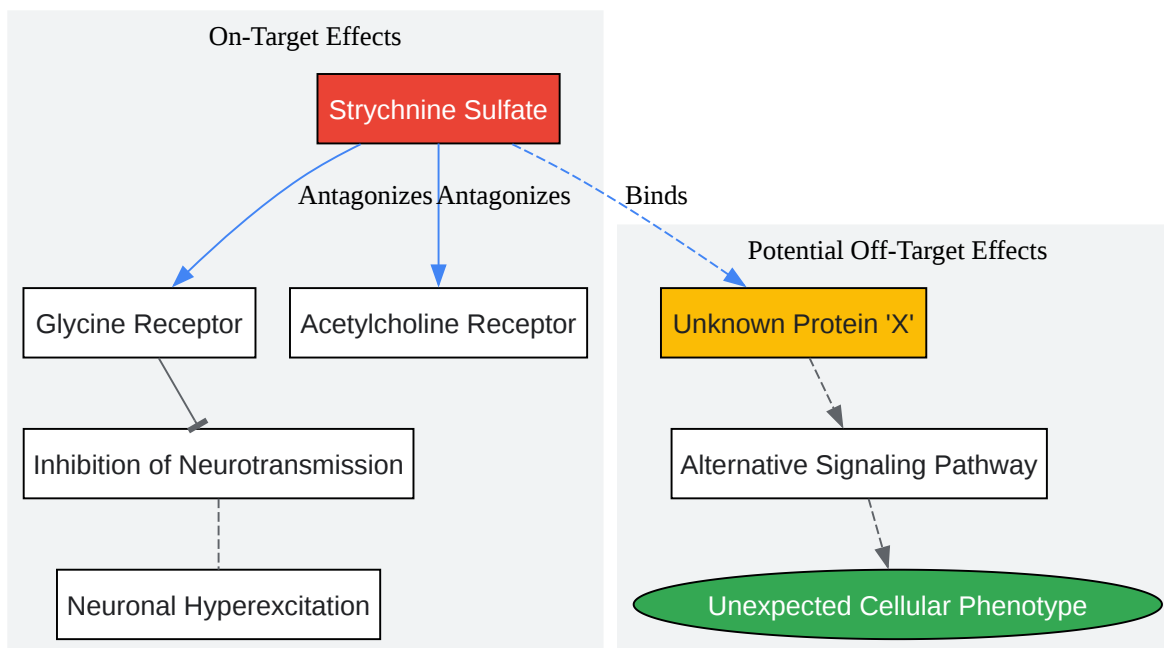 On-Target Effects
Strychnine Sulfate
Antagonizes
Antagonizes
Binds
Potential Off-Target Effects
Glycine Receptor
Acetylcholine Receptor
Unknown Protein 'X'
Inhibition of Neurotransmission
Alternative Signaling Pathway
Neuronal Hyperexcitation
Unexpected Cellular Phenotype